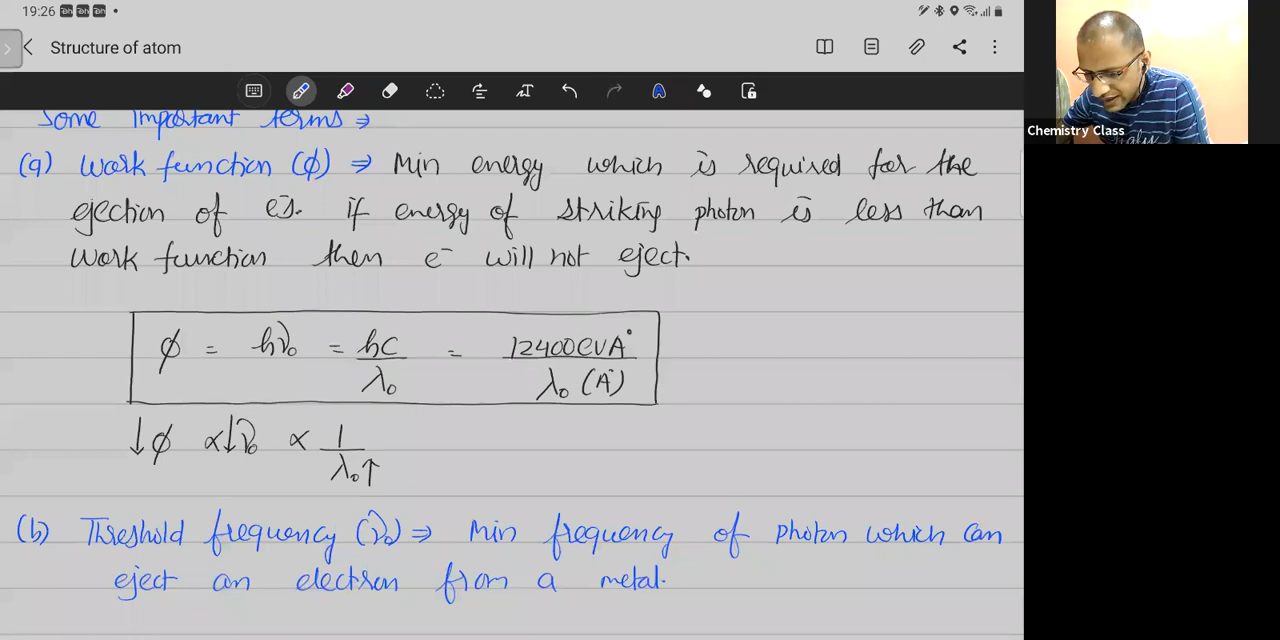 19:26
Structure of atom
Chemistry Class
Some Important terms ⇒
(a) Work function (ϕ) ⇒ Min energy which is required for the
ejection of e⁻s. if energy of striking photon is less than
Work function then e⁻ will not eject.
ϕ = hν₀ = hc/λ₀ = 12400 eVA°/λ₀ (A°)
↓ϕ ∝ ↓ν₀ ∝ 1/λ₀↑
(b) Threshold frequency (ν₀) ⇒ Min frequency of photon which can
eject an electron from a metal.